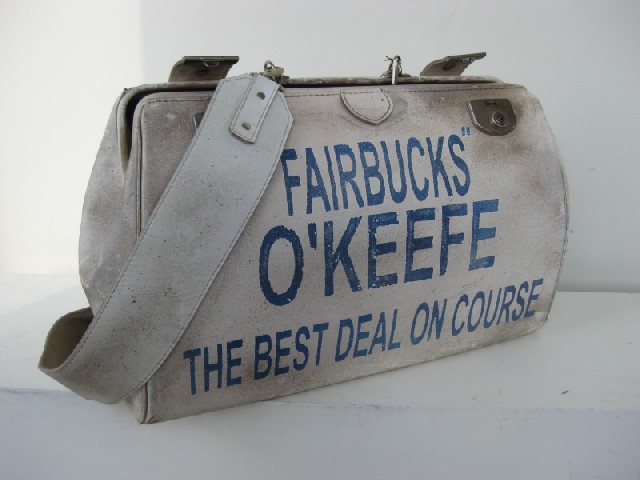 FAIRBUCKS"
O'KEEFE
THE BEST DEAL ON COURSE